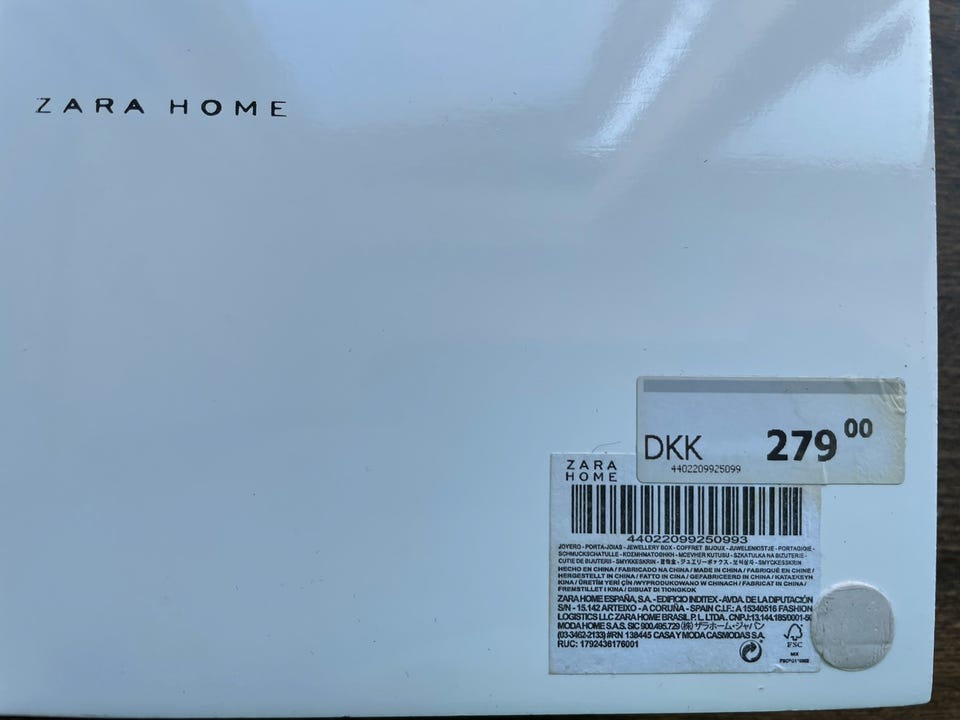 ZARA HOME
DKK 279 00
4402209925099
ZARA
HOME
44022099250993
JOYERO - PORTA-JOIAS - JEWELLERY BOX - COFFRET BIJOUX - JUWELENKISTJE - PORTAGIOIE -
SCHMUCKSCHATULLE - ΚΟΣΜΗΜΑΤΟΘΗΚΗ - MÜCEVHER KUTUSU - SZKATUŁKA NA BIŻUTERIĘ -
CUTIE DE BIJUTERII - SMYKKESKRIN - 首饰盒 - ジュエリーボックス - 보석상자 - SMYCKESSKRIN
HECHO EN CHINA / FABRICADO NA CHINA / MADE IN CHINA / FABRIQUÉ EN CHINE /
HERGESTELLT IN CHINA / FATTO IN CINA / GEFABRICEERD IN CHINA / ΚΑΤΑΣΚΕΥΗ
ΚΙΝΑ / ÜRETİM YERİ ÇİN / WYPRODUKOWANO W CHINACH / FABRICAT IN CHINA /
FREMSTILLET I KINA / DIBUAT DI TIONGKOK
ZARA HOME ESPAÑA, S.A. - EDIFICIO INDITEX - AVDA. DE LA DIPUTACIÓN
S/N - 15.142 ARTEIXO - A CORUÑA - SPAIN C.I.F.: A 15340516 FASHION
LOGISTICS LLC ZARA HOME BRASIL P. L. LTDA. CNPJ:13.144.185/0001-50
MODA HOME S.A.S. SIC 900.495.729 (株) ザラホーム・ジャパン
(03-3462-2133) #RN 138445 CASA Y MODA CASMODAS S.A.
RUC: 1792436176001
FSC
MIX